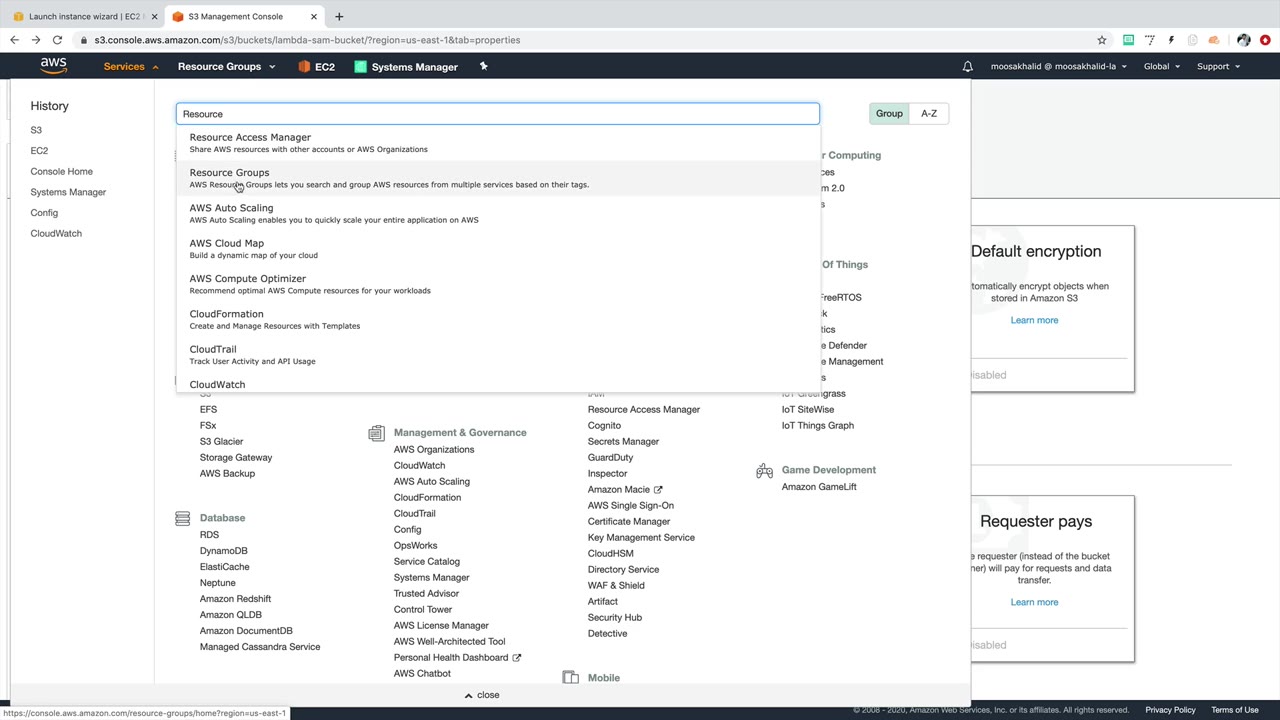 Launch instance wizard | EC2
S3 Management Console
s3.console.aws.amazon.com/s3/buckets/lambda-sam-bucket/?region=us-east-1&tab=properties
aws
Services
Resource Groups
EC2
Systems Manager
moosakhalid @ moosakhalid-la
Global
Support
History
S3
EC2
Console Home
Systems Manager
Config
CloudWatch
Resource
Group
A-Z
Resource Access Manager
Share AWS resources with other accounts or AWS Organizations
Resource Groups
AWS Resource Groups lets you search and group AWS resources from multiple services based on their tags.
AWS Auto Scaling
AWS Auto Scaling enables you to quickly scale your entire application on AWS
AWS Cloud Map
Build a dynamic map of your cloud
AWS Compute Optimizer
Recommend optimal AWS Compute resources for your workloads
CloudFormation
Create and Manage Resources with Templates
CloudTrail
Track User Activity and API Usage
CloudWatch
S3
EFS
FSx
S3 Glacier
Storage Gateway
AWS Backup
Database
RDS
DynamoDB
ElastiCache
Neptune
Amazon Redshift
Amazon QLDB
Amazon DocumentDB
Managed Cassandra Service
Management & Governance
AWS Organizations
CloudWatch
AWS Auto Scaling
CloudFormation
CloudTrail
Config
OpsWorks
Service Catalog
Systems Manager
Trusted Advisor
Control Tower
AWS License Manager
AWS Well-Architected Tool
Personal Health Dashboard
AWS Chatbot
IAM
Resource Access Manager
Cognito
Secrets Manager
GuardDuty
Inspector
Amazon Macie
AWS Single Sign-On
Certificate Manager
Key Management Service
CloudHSM
Directory Service
WAF & Shield
Artifact
Security Hub
Detective
Mobile
r Computing
ces
m 2.0
s
Of Things
FreeRTOS
k
tics
e Defender
e Management
s
IoT Greengrass
IoT SiteWise
IoT Things Graph
Game Development
Amazon GameLift
close
Default encryption
tomatically encrypt objects when
stored in Amazon S3
Learn more
Disabled
Requester pays
e requester (instead of the bucket
ner) will pay for requests and data
transfer.
Learn more
Disabled
https://console.aws.amazon.com/resource-groups/home?region=us-east-1
© 2008 - 2020, Amazon Web Services, Inc. or its affiliates. All rights reserved.
Privacy Policy
Terms of Use